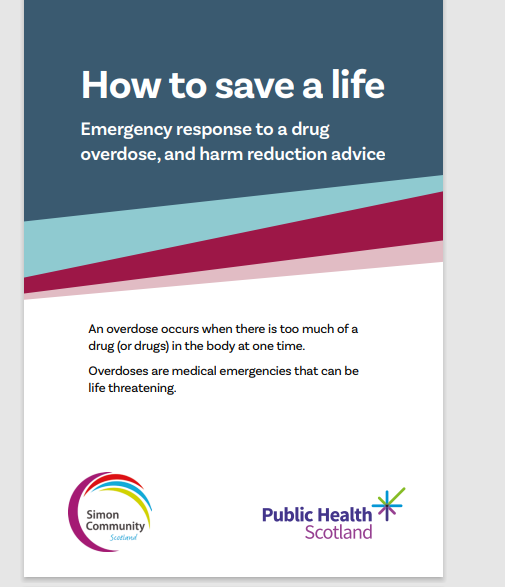 How to save a life
Emergency response to a drug
overdose, and harm reduction advice
An overdose occurs when there is too much of a
drug (or drugs) in the body at one time.
Overdoses are medical emergencies that can be
life threatening.
Simon
Community
Scotland
Public Health
Scotland